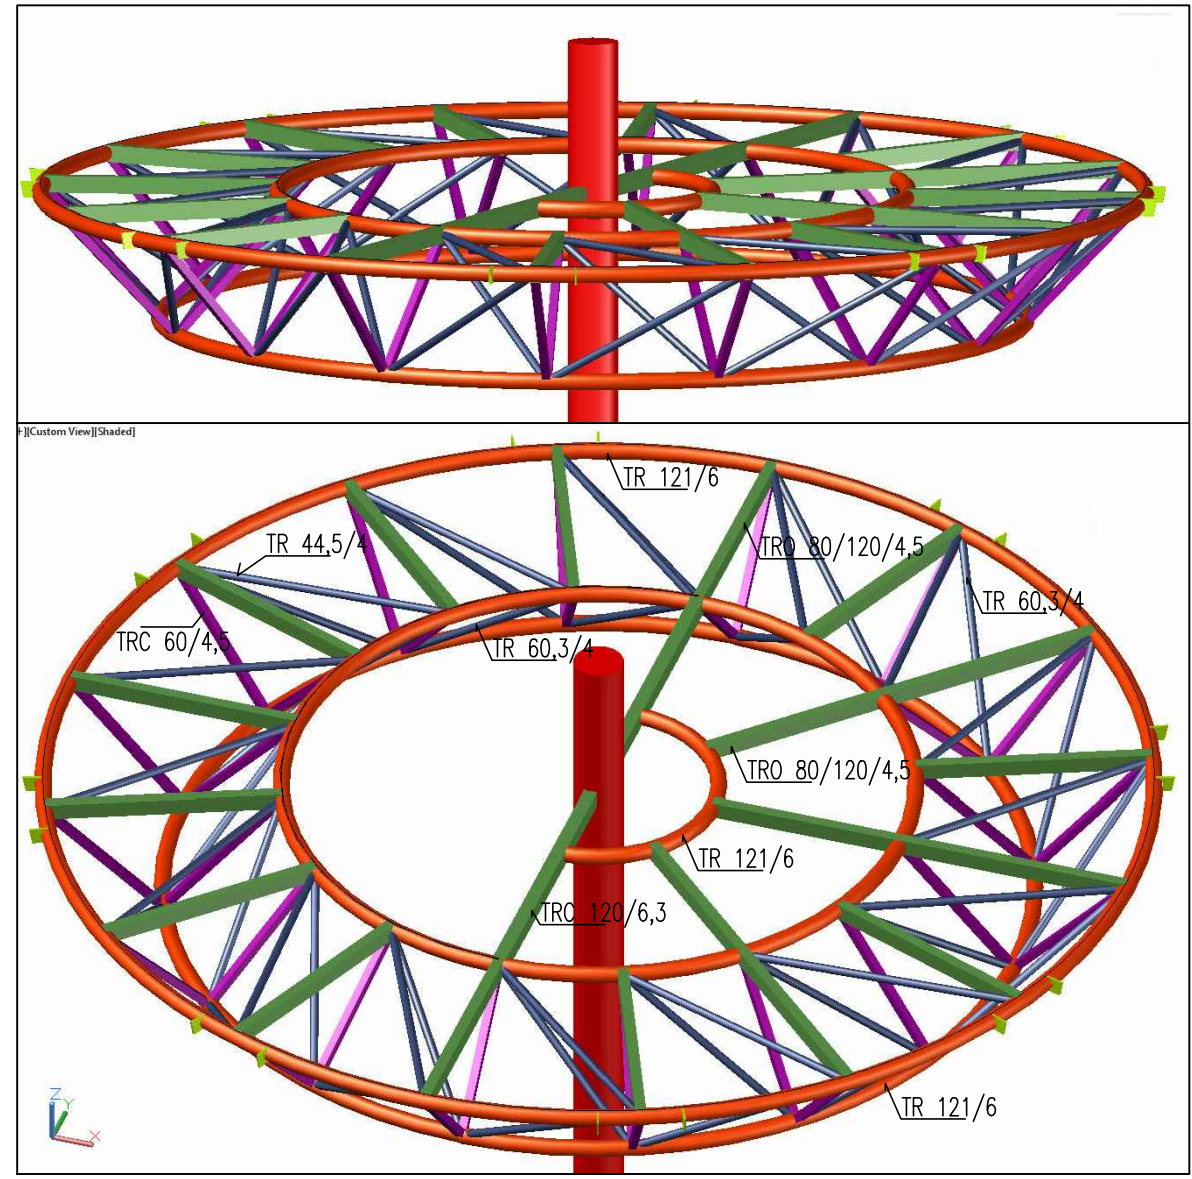 +][Custom View][Shaded]
TR 121/6
TR 44,5/4
TRO 80/120/4,5
TR 60,3/4
TRC 60/4,5
TR 60,3/4
TRO 80/120/4,5
TR 121/6
TRC 120/6,3
Z
Y
X
TR 121/6